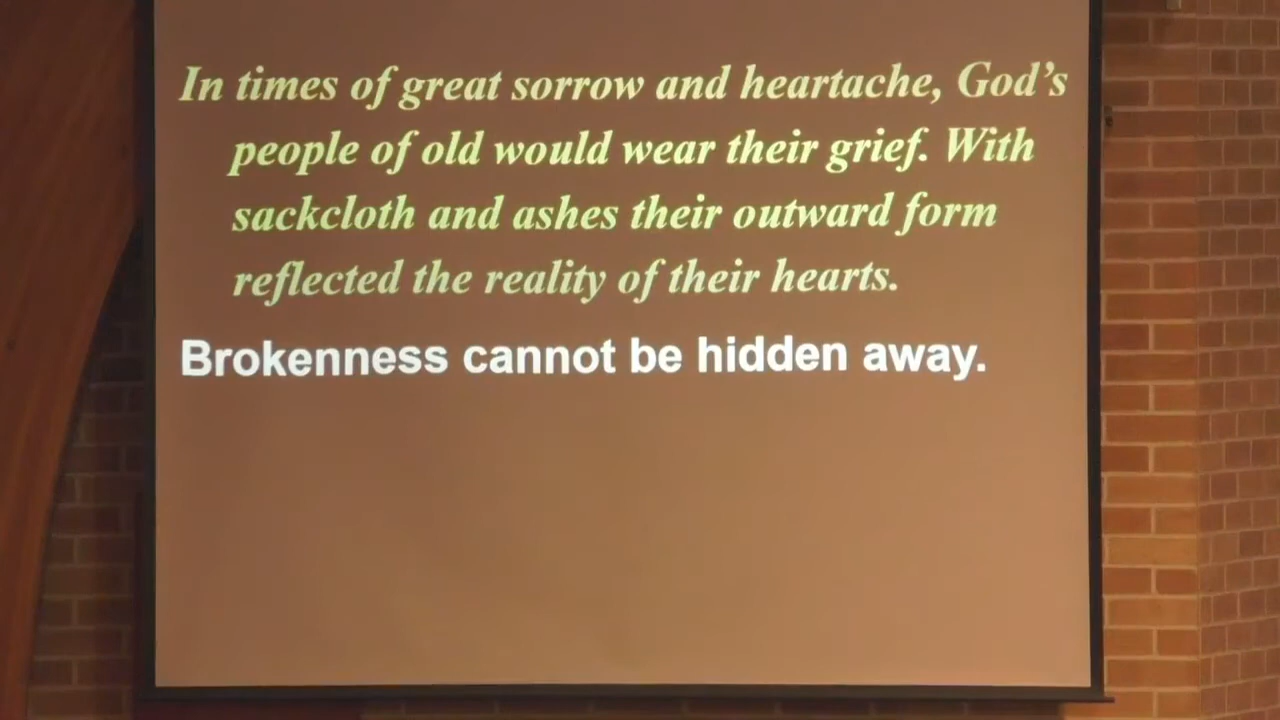 In times of great sorrow and heartache, God’s
people of old would wear their grief. With
sackcloth and ashes their outward form
reflected the reality of their hearts.
Brokenness cannot be hidden away.